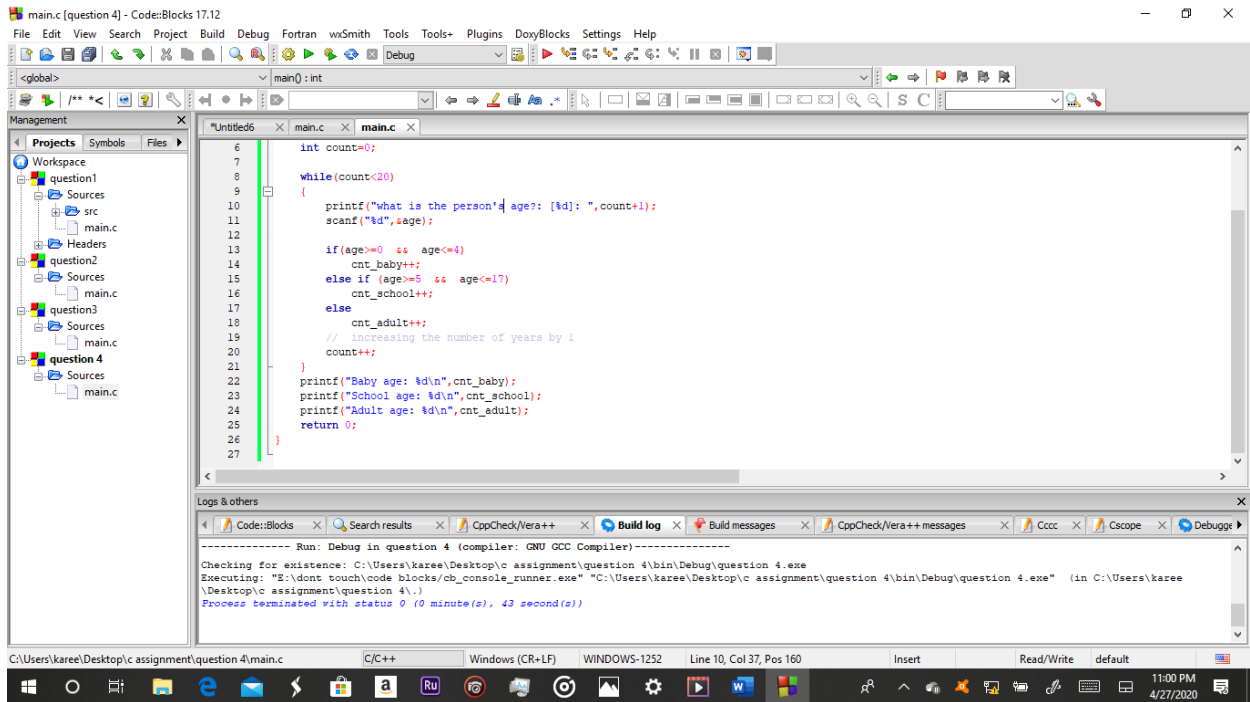 main.c [question 4] - Code::Blocks 17.12
File Edit View Search Project Build Debug Fortran wxSmith Tools Tools+ Plugins DoxyBlocks Settings Help
Debug
<global> main() : int
/** *<
S C
Management
Projects Symbols Files
Workspace
question1
Sources
src
main.c
Headers
question2
Sources
main.c
question3
Sources
main.c
question 4
Sources
main.c
*Untitled6 main.c main.c
6 int count=0;
7
8 while(count<20)
9 {
10 printf("what is the person's age?: [%d]: ",count+1);
11 scanf("%d",&age);
12
13 if(age>=0 && age<=4)
14 cnt_baby++;
15 else if (age>=5 && age<=17)
16 cnt_school++;
17 else
18 cnt_adult++;
19 // increasing the number of years by 1
20 count++;
21 }
22 printf("Baby age: %d\n",cnt_baby);
23 printf("School age: %d\n",cnt_school);
24 printf("Adult age: %d\n",cnt_adult);
25 return 0;
26 }
27
Logs & others
Code::Blocks Search results CppCheck/Vera++ Build log Build messages CppCheck/Vera++ messages Cccc Cscope Debugge
-------------- Run: Debug in question 4 (compiler: GNU GCC Compiler)---------------
Checking for existence: C:\Users\karee\Desktop\c assignment\question 4\bin\Debug\question 4.exe
Executing: "E:\dont touch\code blocks/cb_console_runner.exe" "C:\Users\karee\Desktop\c assignment\question 4\bin\Debug\question 4.exe" (in C:\Users\karee
\Desktop\c assignment\question 4\.)
Process terminated with status 0 (0 minute(s), 43 second(s))
C:\Users\karee\Desktop\c assignment\question 4\main.c C/C++ Windows (CR+LF) WINDOWS-1252 Line 10, Col 37, Pos 160 Insert Read/Write default
a Ru W
11:00 PM
4/27/2020